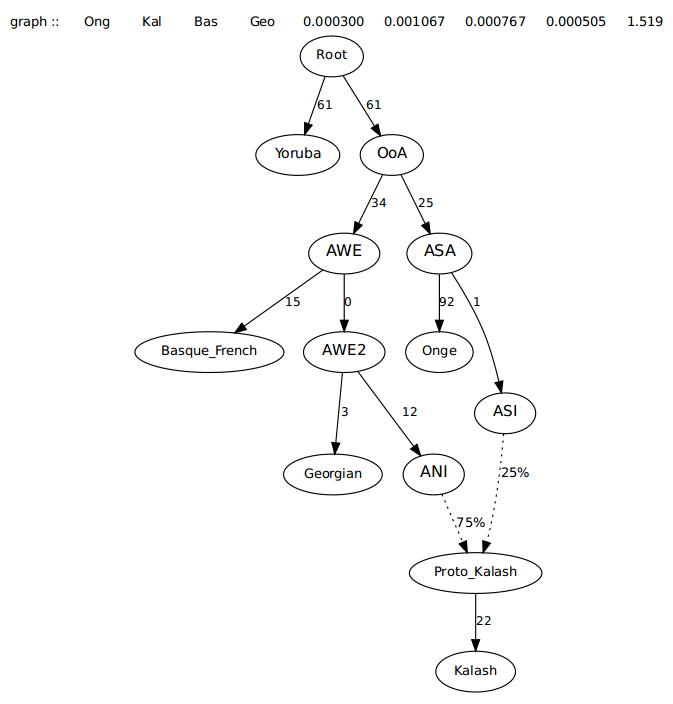 graph :: Ong Kal Bas Geo 0.000300 0.001067 0.000767 0.000505 1.519
Root
61 61
Yoruba OoA
34 25
AWE ASA
15 0 92 1
Basque_French AWE2 Onge
ASI
3 12
Georgian ANI
25%
75%
Proto_Kalash
22
Kalash